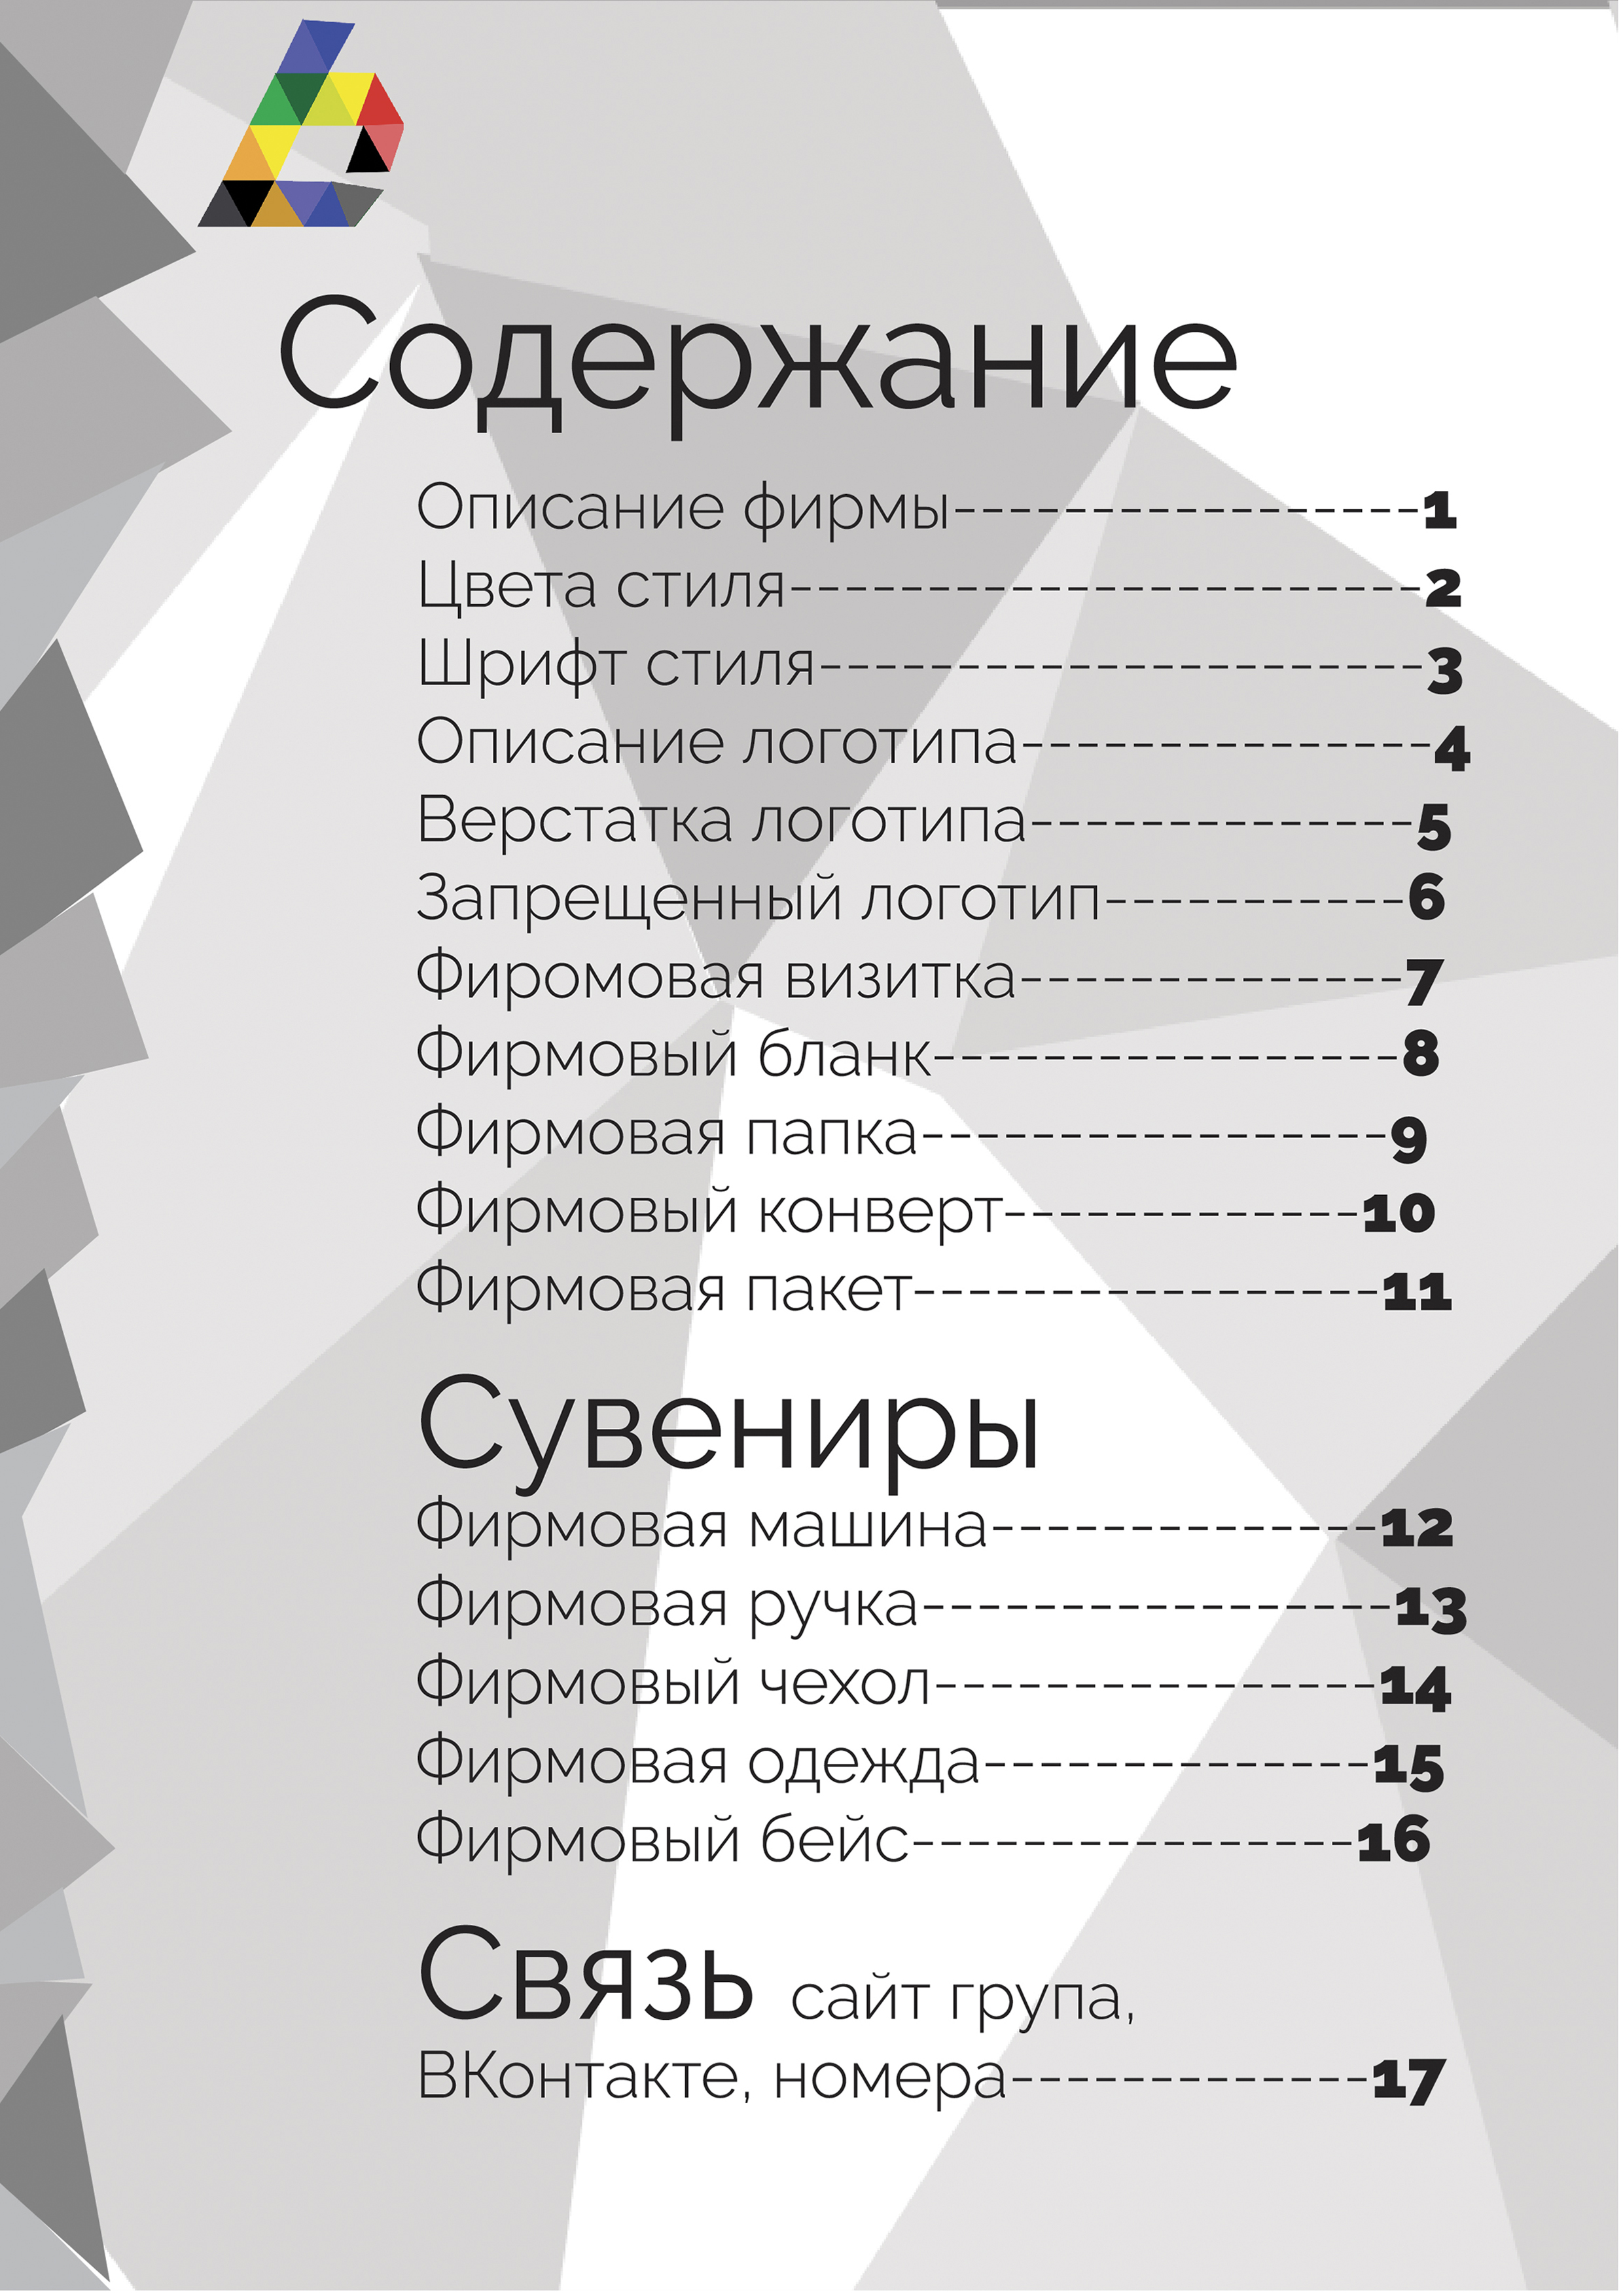 Содержание
Описание фирмы-----------------------1
Цвета стиля-------------------------------2
Шрифт стиля-----------------------------3
Описание логотипа--------------------4
Верстатка логотипа-------------------5
Запрещенный логотип---------------6
Фиромовая визитка-------------------7
Фирмовый бланк-----------------------8
Фирмовая папка-----------------------9
Фирмовый конверт-----------------10
Фирмовая пакет-----------------------11
Сувениры
Фирмовая машина-------------------12
Фирмовая ручка-----------------------13
Фирмовый чехол---------------------14
Фирмовая одежда-------------------15
Фирмовый бейс---------------------16
Связь сайт група,
ВКонтакте, номера-----------------17